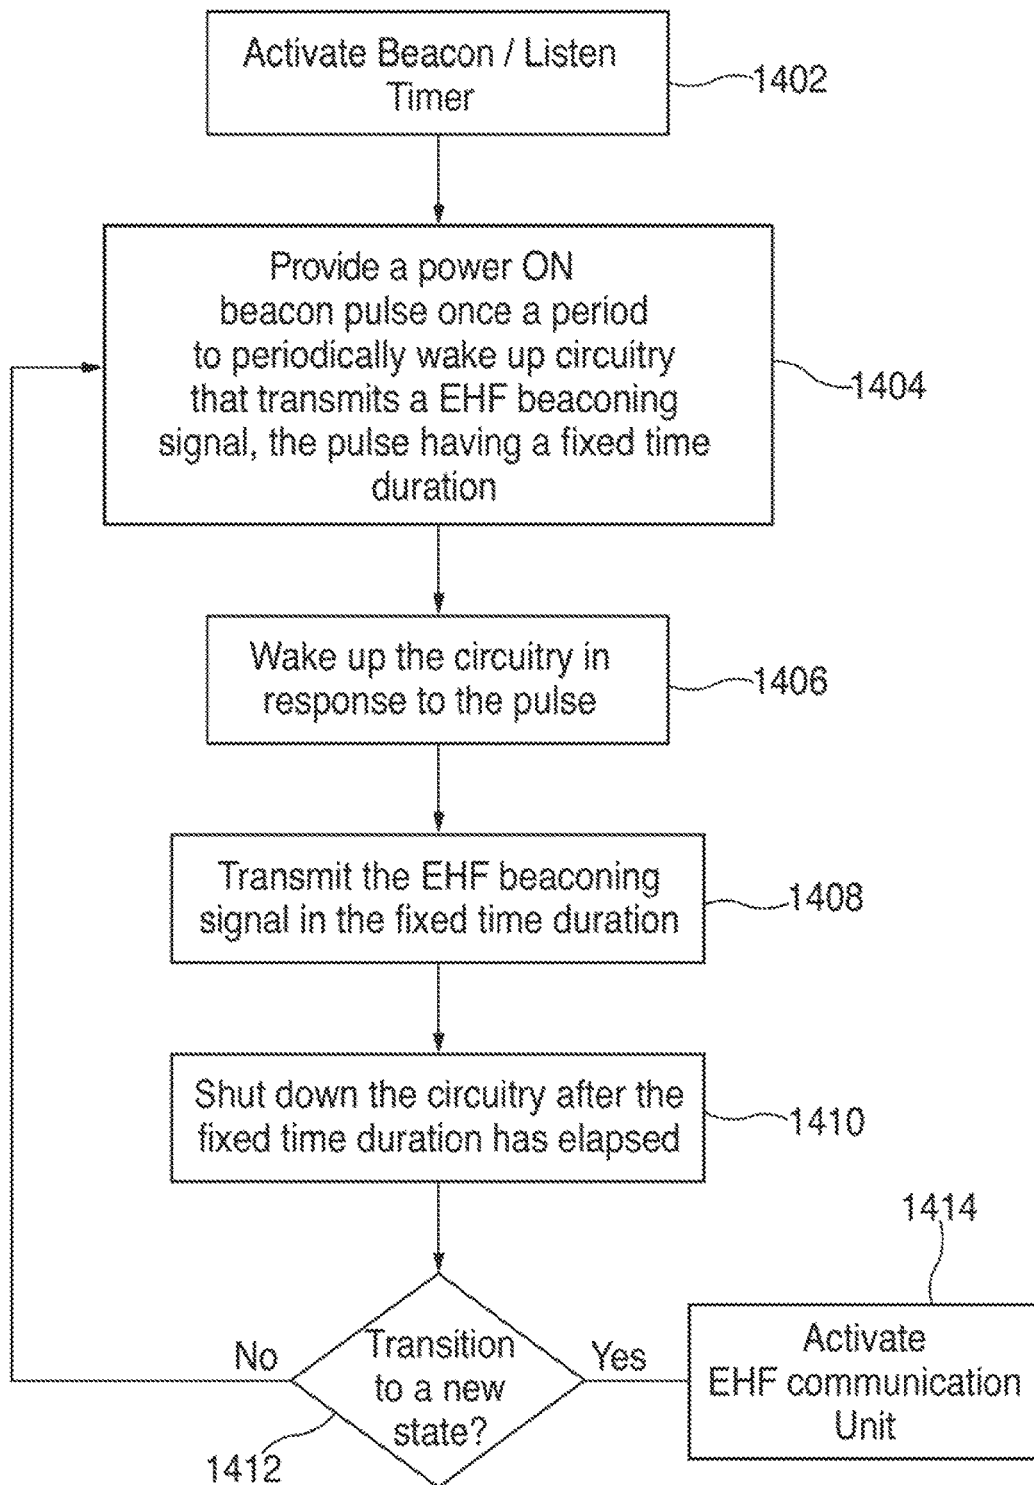 Activate Beacon / Listen
Timer
1402
Provide a power ON
beacon pulse once a period
to periodically wake up circuitry
that transmits a EHF beaconing
signal, the pulse having a fixed time
duration
1404
Wake up the circuitry in
response to the pulse
1406
Transmit the EHF beaconing
signal in the fixed time duration
1408
Shut down the circuitry after the
fixed time duration has elapsed
1410
1414
No
Transition
to a new
state?
Yes
Activate
EHF communication
Unit
1412